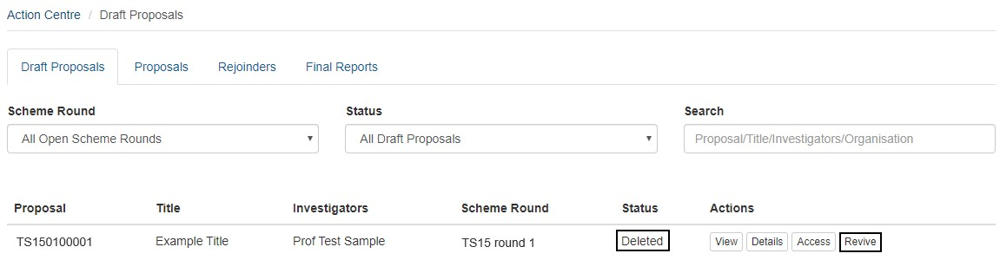 Action Centre / Draft Proposals
Draft Proposals Proposals Rejoinders Final Reports
Scheme Round Status Search
All Open Scheme Rounds All Draft Proposals Proposal/Title/Investigators/Organisation
Proposal Title Investigators Scheme Round Status Actions
TS150100001 Example Title Prof Test Sample TS15 round 1 Deleted View Details Access Revive